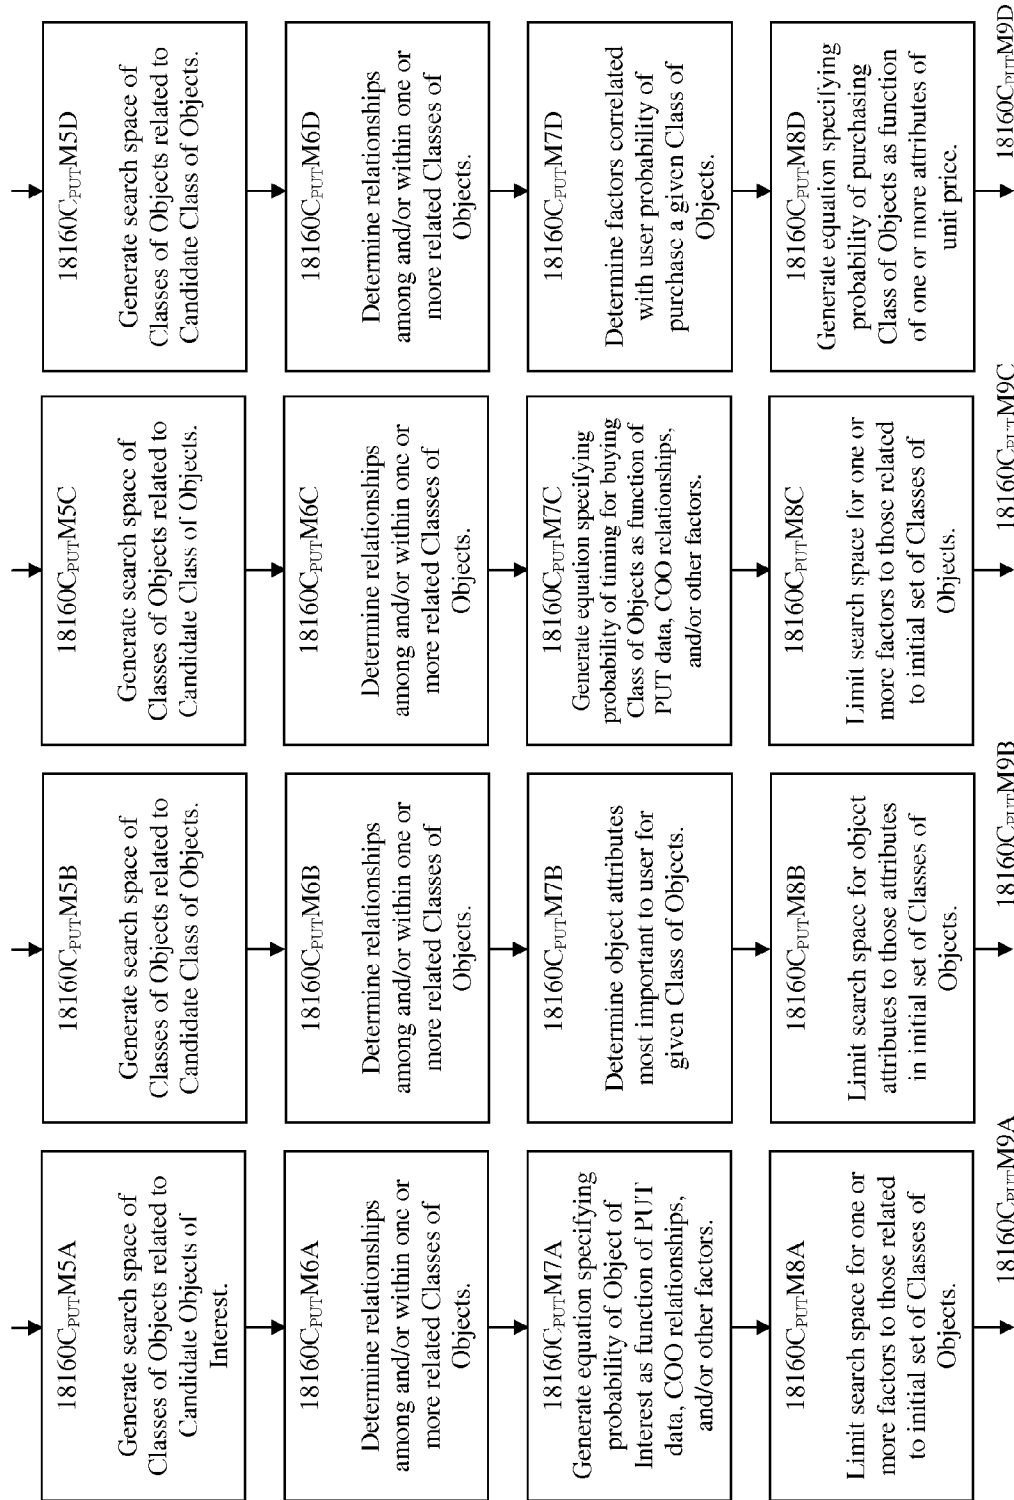 18160C_PUT M5A
Generate search space of
Classes of Objects related to
Candidate Objects of
Interest.
18160C_PUT M5B
Generate search space of
Classes of Objects related to
Candidate Class of Objects.
18160C_PUT M5C
Generate search space of
Classes of Objects related to
Candidate Class of Objects.
18160C_PUT M5D
Generate search space of
Classes of Objects related to
Candidate Class of Objects.
18160C_PUT M6A
Determine relationships
among and/or within one or
more related Classes of
Objects.
18160C_PUT M6B
Determine relationships
among and/or within one or
more related Classes of
Objects.
18160C_PUT M6C
Determine relationships
among and/or within one or
more related Classes of
Objects.
18160C_PUT M6D
Determine relationships
among and/or within one or
more related Classes of
Objects.
18160C_PUT M7A
Generate equation specifying
probability of Object of
Interest as function of PUT
data, COO relationships,
and/or other factors.
18160C_PUT M7B
Determine object attributes
most important to user for
given Class of Objects.
18160C_PUT M7C
Generate equation specifying
probability of timing for buying
Class of Objects as function of
PUT data, COO relationships,
and/or other factors.
18160C_PUT M7D
Determine factors correlated
with user probability of
purchase a given Class of
Objects.
18160C_PUT M8A
Limit search space for one or
more factors to those related
to initial set of Classes of
Objects.
18160C_PUT M8B
Limit search space for object
attributes to those attributes
in initial set of Classes of
Objects.
18160C_PUT M8C
Limit search space for one or
more factors to those related
to initial set of Classes of
Objects.
18160C_PUT M8D
Generate equation specifying
probability of purchasing
Class of Objects as function
of one or more attributes of
unit price.
18160C_PUT M9A
18160C_PUT M9B
18160C_PUT M9C
18160C_PUT M9D